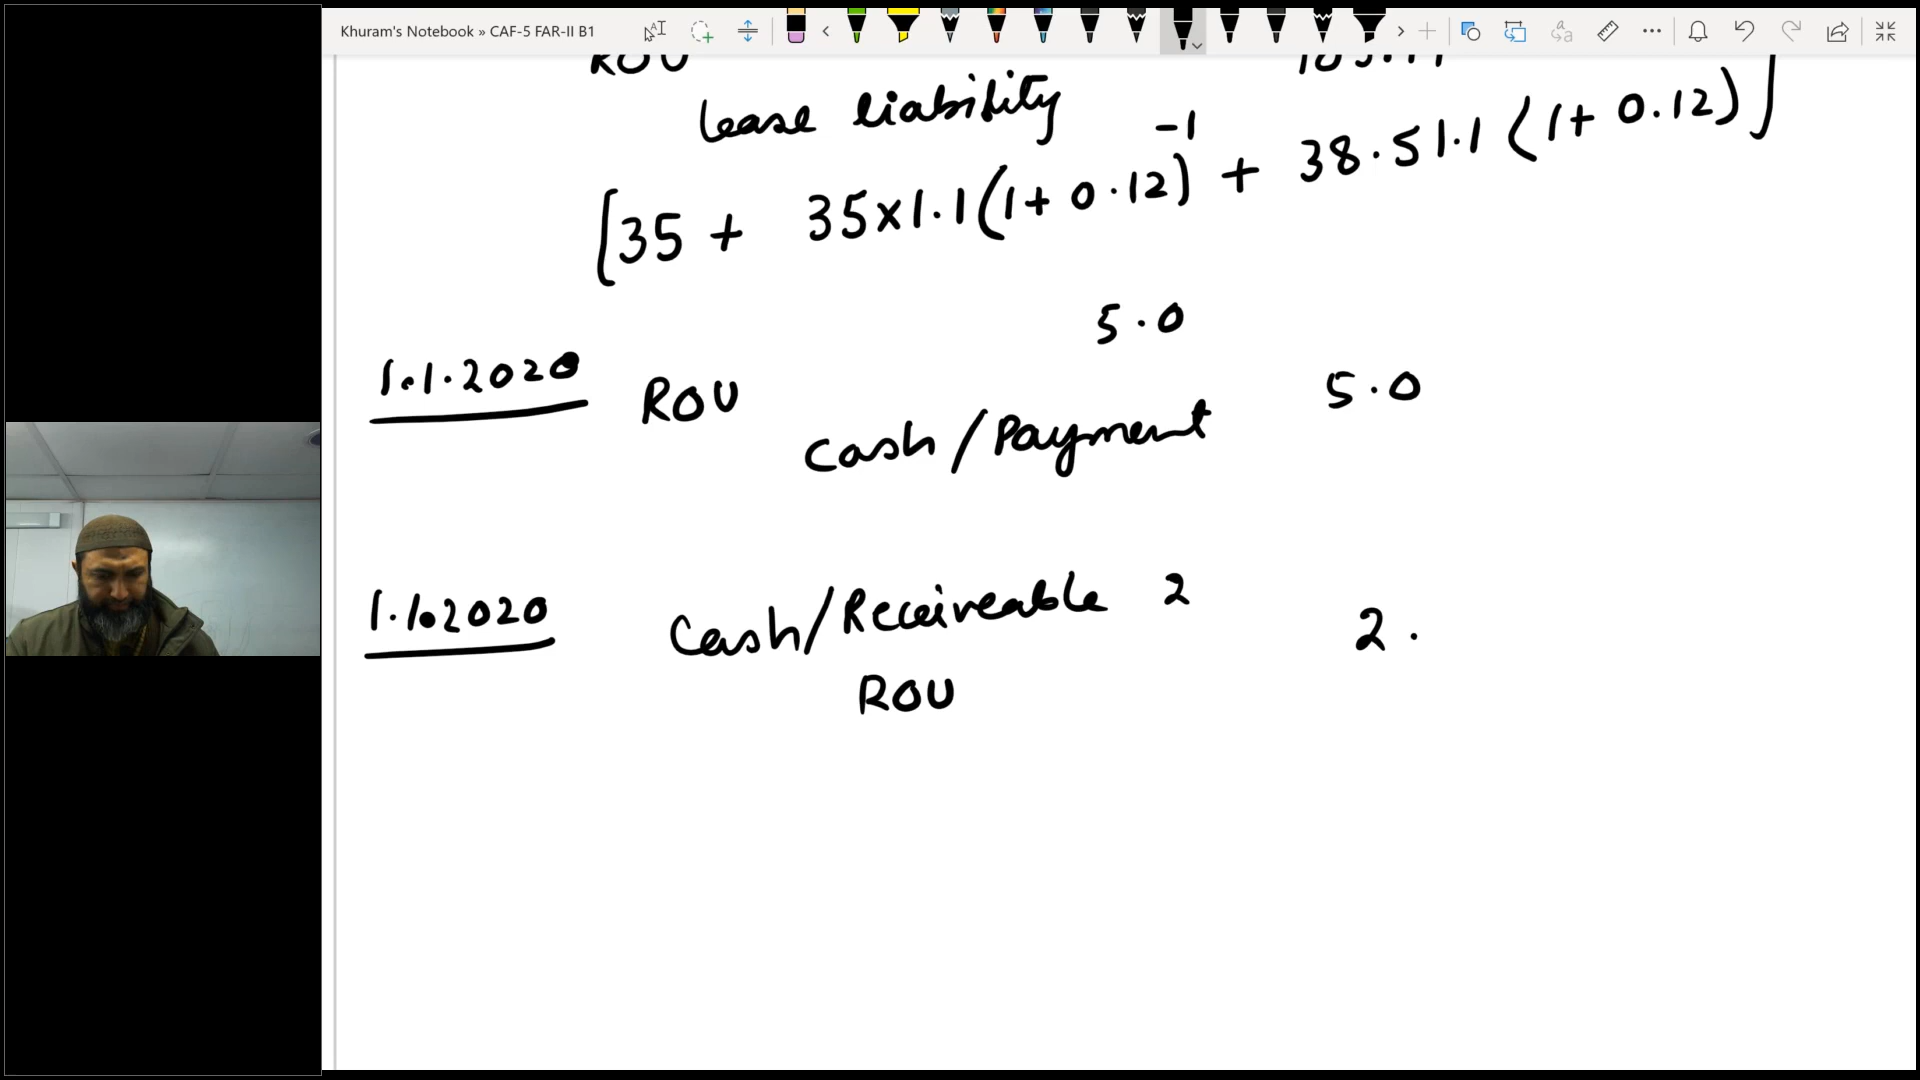 Khuram's Notebook » CAF-5 FAR-II B1
ROU
lease liability
[35 + 35x1.1(1+0.12)-1 + 38.51.1(1+0.12)]
5.0
1.1.2020 ROU 5.0
Cash/Payment
1.1.2020 Cash/Receiveable 2 2.
ROU